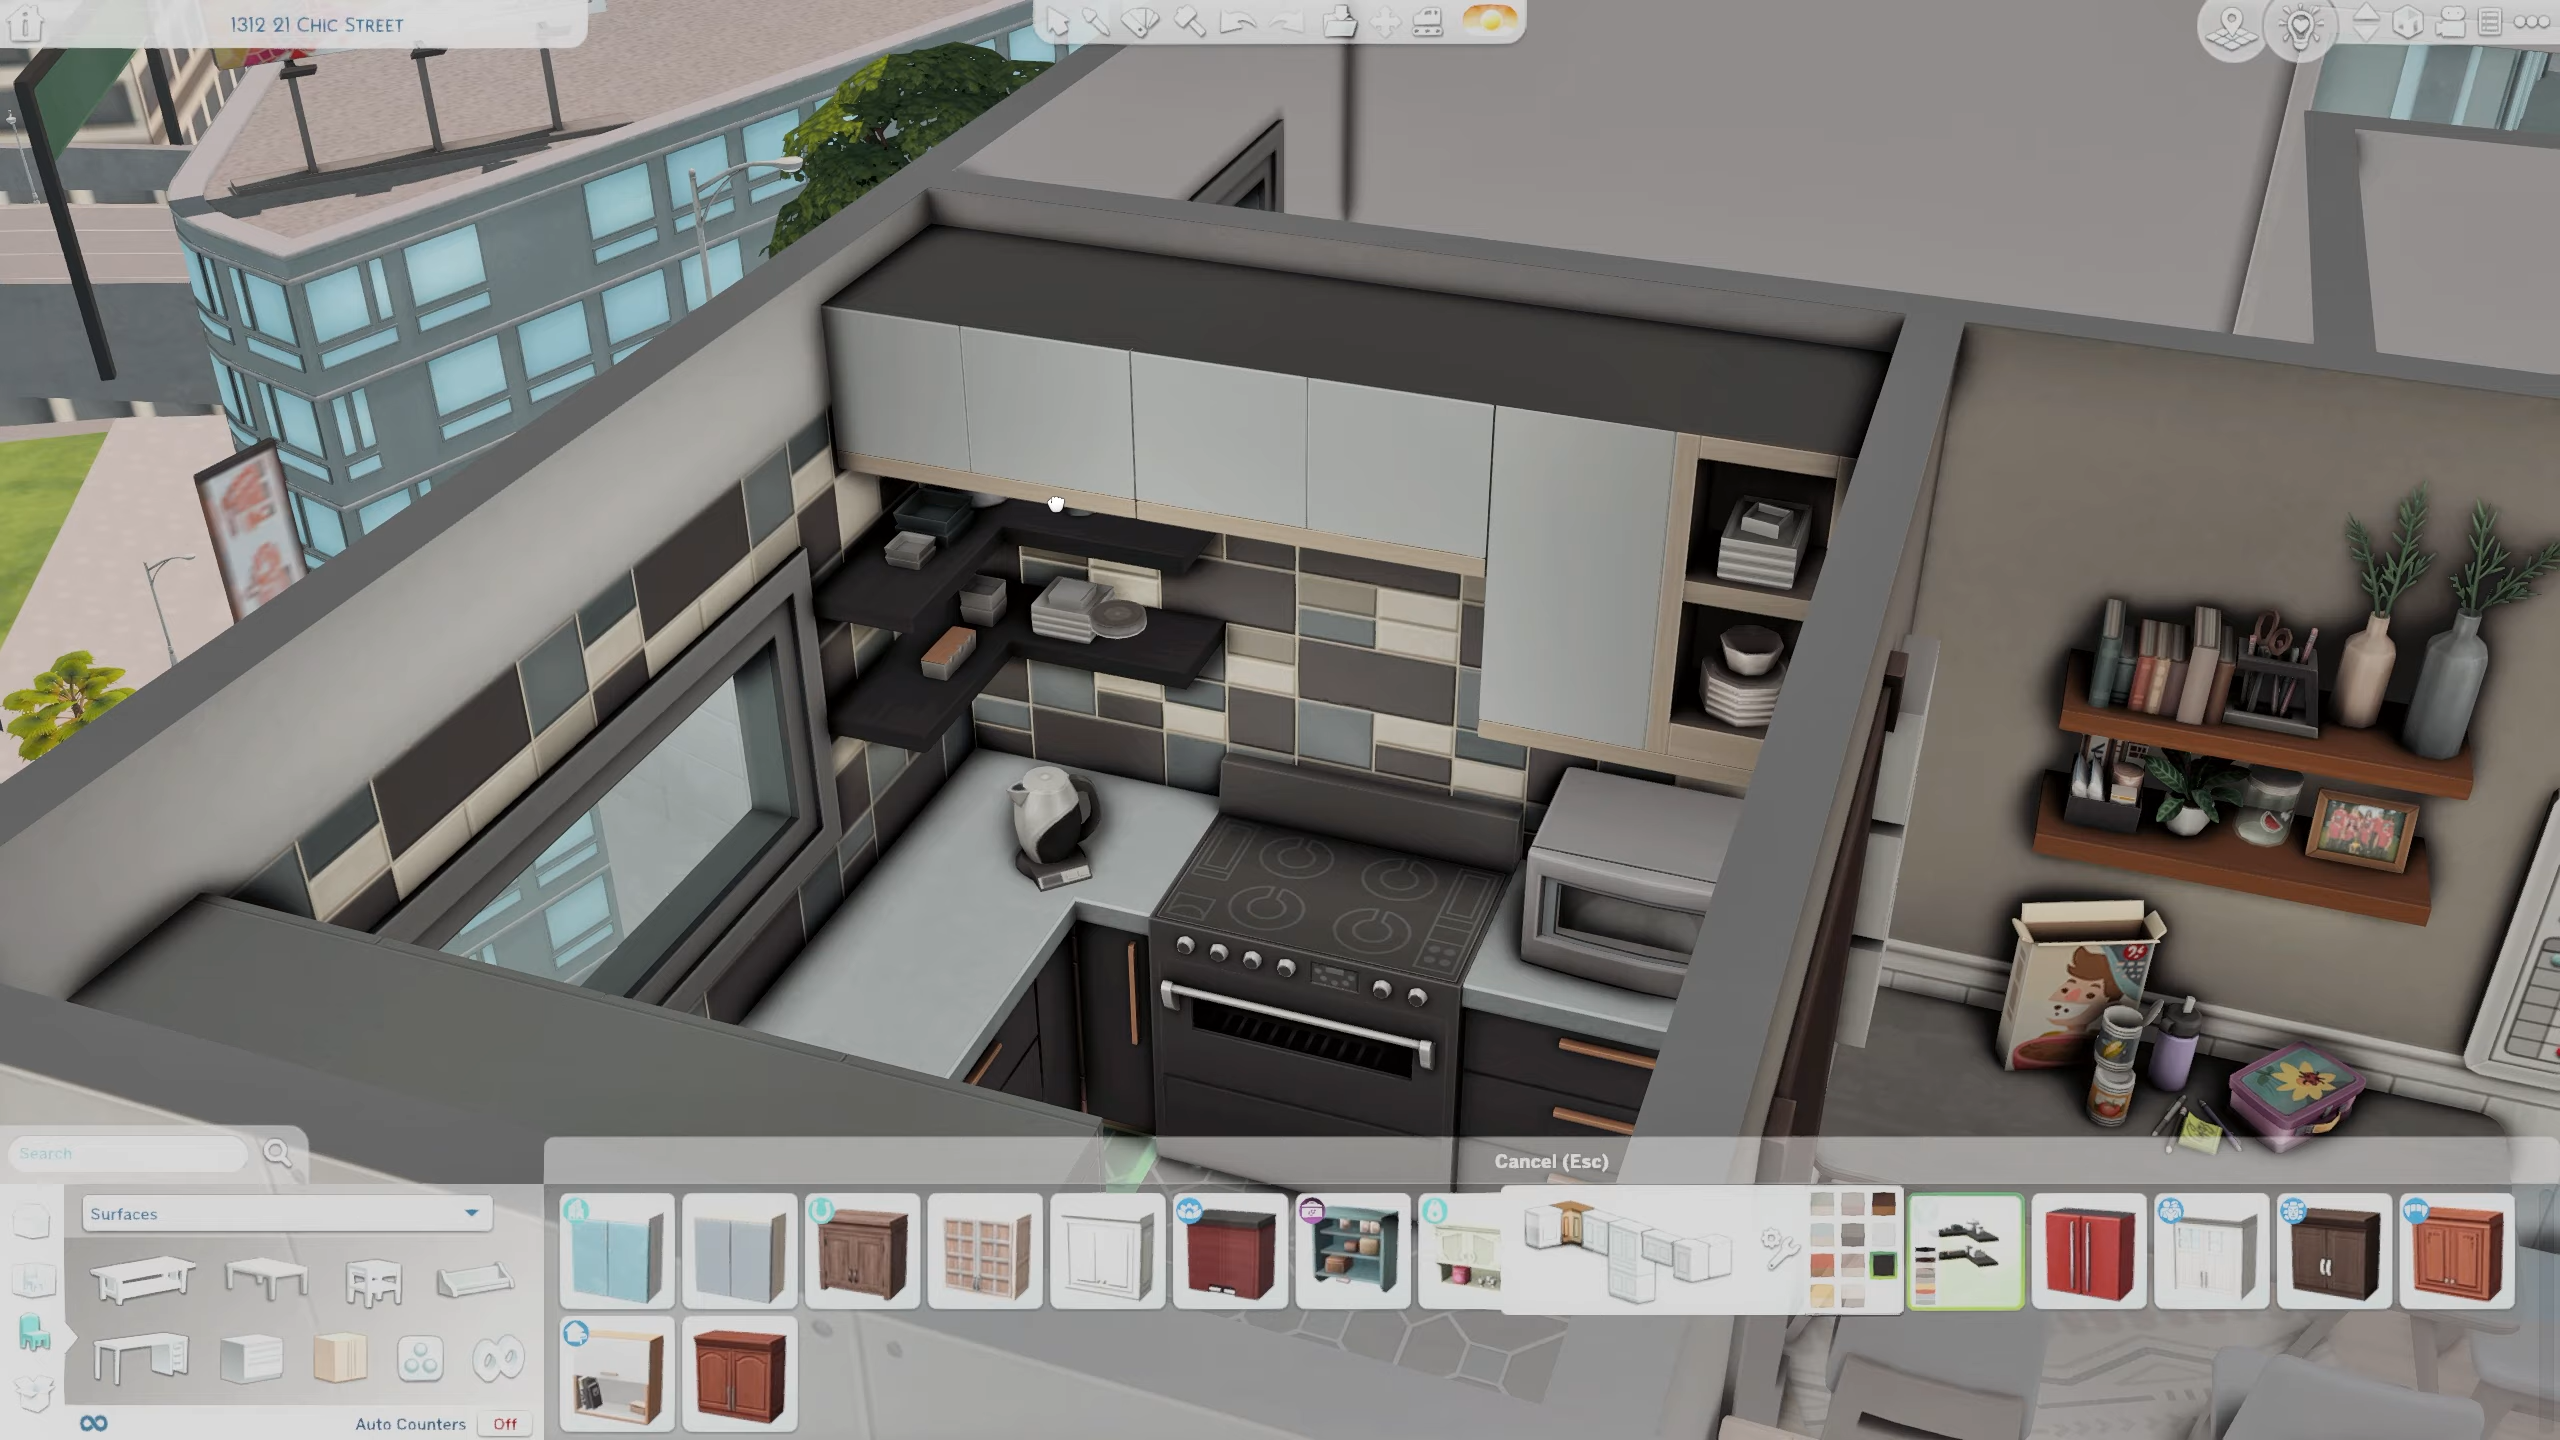 1312 21 Chic Street
Search
Cancel (Esc)
Surfaces
Auto Counters
Off